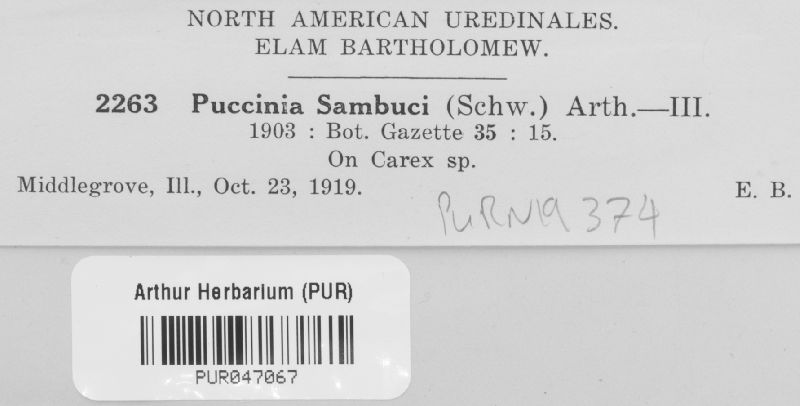 NORTH AMERICAN UREDINALES.
ELAM BARTHOLOMEW.
2263 Puccinia Sambuci (Schw.) Arth.—III.
1903 : Bot. Gazette 35 : 15.
On Carex sp.
Middlegrove, Ill., Oct. 23, 1919. E. B.
PURN19374
Arthur Herbarium (PUR)
PUR047067